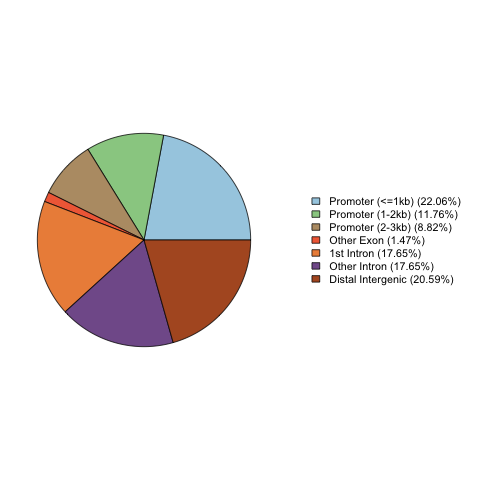 Promoter (<=1kb) (22.06%)
Promoter (1-2kb) (11.76%)
Promoter (2-3kb) (8.82%)
Other Exon (1.47%)
1st Intron (17.65%)
Other Intron (17.65%)
Distal Intergenic (20.59%)